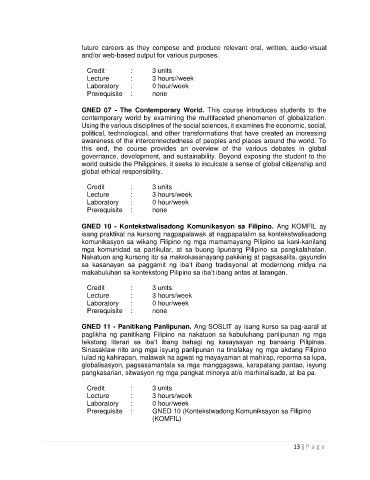 future careers as they compose and produce relevant oral, written, audio-visual
and/or web-based output for various purposes.
Credit : 3 units
Lecture : 3 hours//week
Laboratory : 0 hour/week
Prerequisite : none
GNED 07 - The Contemporary World. This course introduces students to the
contemporary world by examining the multifaceted phenomenon of globalization.
Using the various disciplines of the social sciences, it examines the economic, social,
political, technological, and other transformations that have created an increasing
awareness of the interconnectedness of peoples and places around the world. To
this end, the course provides an overview of the various debates in global
governance, development, and sustainability. Beyond exposing the student to the
world outside the Philippines, it seeks to inculcate a sense of global citizenship and
global ethical responsibility.
Credit : 3 units
Lecture : 3 hours/week
Laboratory : 0 hour/week
Prerequisite : none
GNED 10 - Kontekstwalisadong Komunikasyon sa Filipino. Ang KOMFIL ay
isang praktikal na kursong nagpapalawak at nagpapalalim sa kontekstwalisadong
komunikasyon sa wikang Filipino ng mga mamamayang Pilipino sa kani-kanilang
mga komunidad sa partikular, at sa buong lipunang Pilipino sa pangkalahatan.
Nakatuon ang kursong ito sa makrokasanayang pakikinig at pagsasalita, gayundin
sa kasanayan sa paggamit ng iba't ibang tradisyonal at modernong midya na
makabuluhan sa kontekstong Pilipino sa iba't ibang antas at larangan.
Credit : 3 units
Lecture : 3 hours/week
Laboratory : 0 hour/week
Prerequisite : none
GNED 11 - Panitikang Panlipunan. Ang SOSLIT ay isang kurso sa pag-aaral at
paglikha ng panitikang Filipino na nakatuon sa kabuluhang panlipunan ng mga
tekstong literari sa iba't ibang bahagi ng kasaysayan ng bansang Pilipinas.
Sinasaklaw nito ang mga isyung panlipunan na tinalakay ng mga akdang Filipino
tulad ng kahirapan, malawak na agwat ng mayayaman at mahirap, reporma sa lupa,
globalisasyon, pagsasamantala sa mga manggagawa, karapatang pantao, isyung
pangkasarian, sitwasyon ng mga pangkat minorya at/o marhinalisado, at iba pa.
Credit : 3 units
Lecture : 3 hours/week
Laboratory : 0 hour/week
Prerequisite : GNED 10 (Kontekstwadong Komuniksayon sa Filipino
(KOMFIL)
13 | P a g e